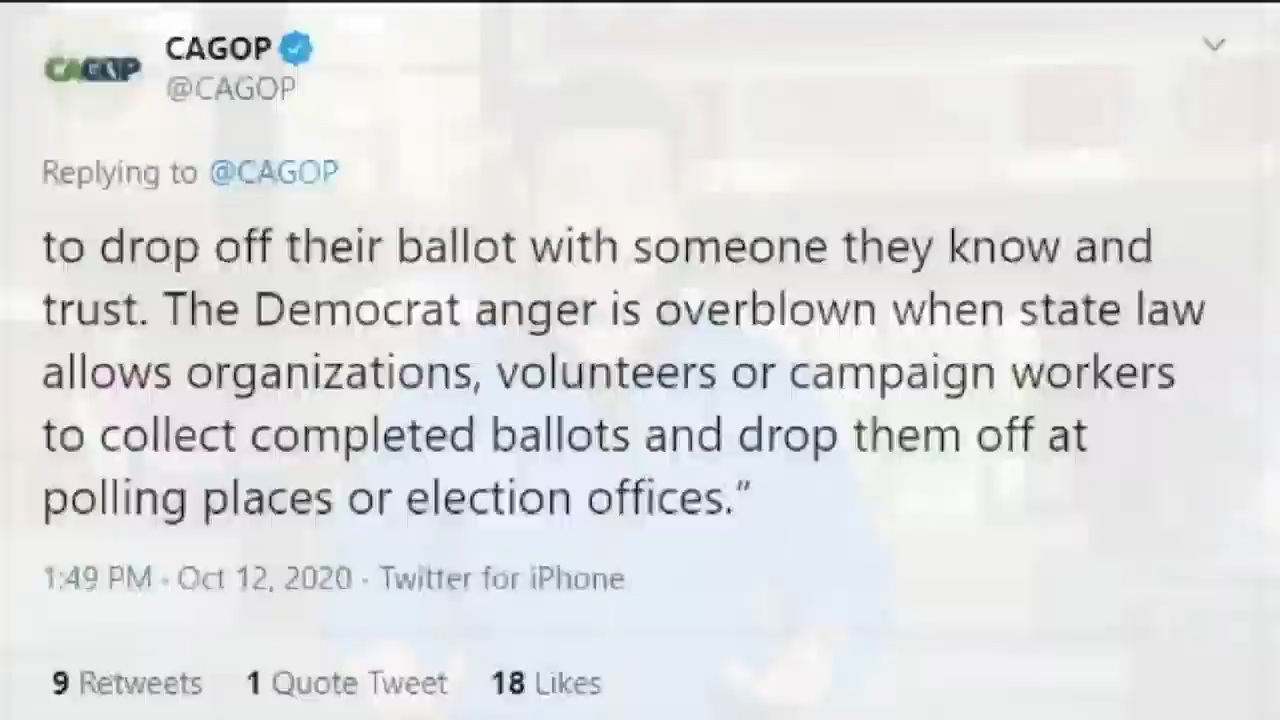 CAGOP
CAGOP
@CAGOP
Replying to @CAGOP
to drop off their ballot with someone they know and
trust. The Democrat anger is overblown when state law
allows organizations, volunteers or campaign workers
to collect completed ballots and drop them off at
polling places or election offices.”
1:49 PM · Oct 12, 2020 · Twitter for iPhone
9 Retweets 1 Quote Tweet 18 Likes